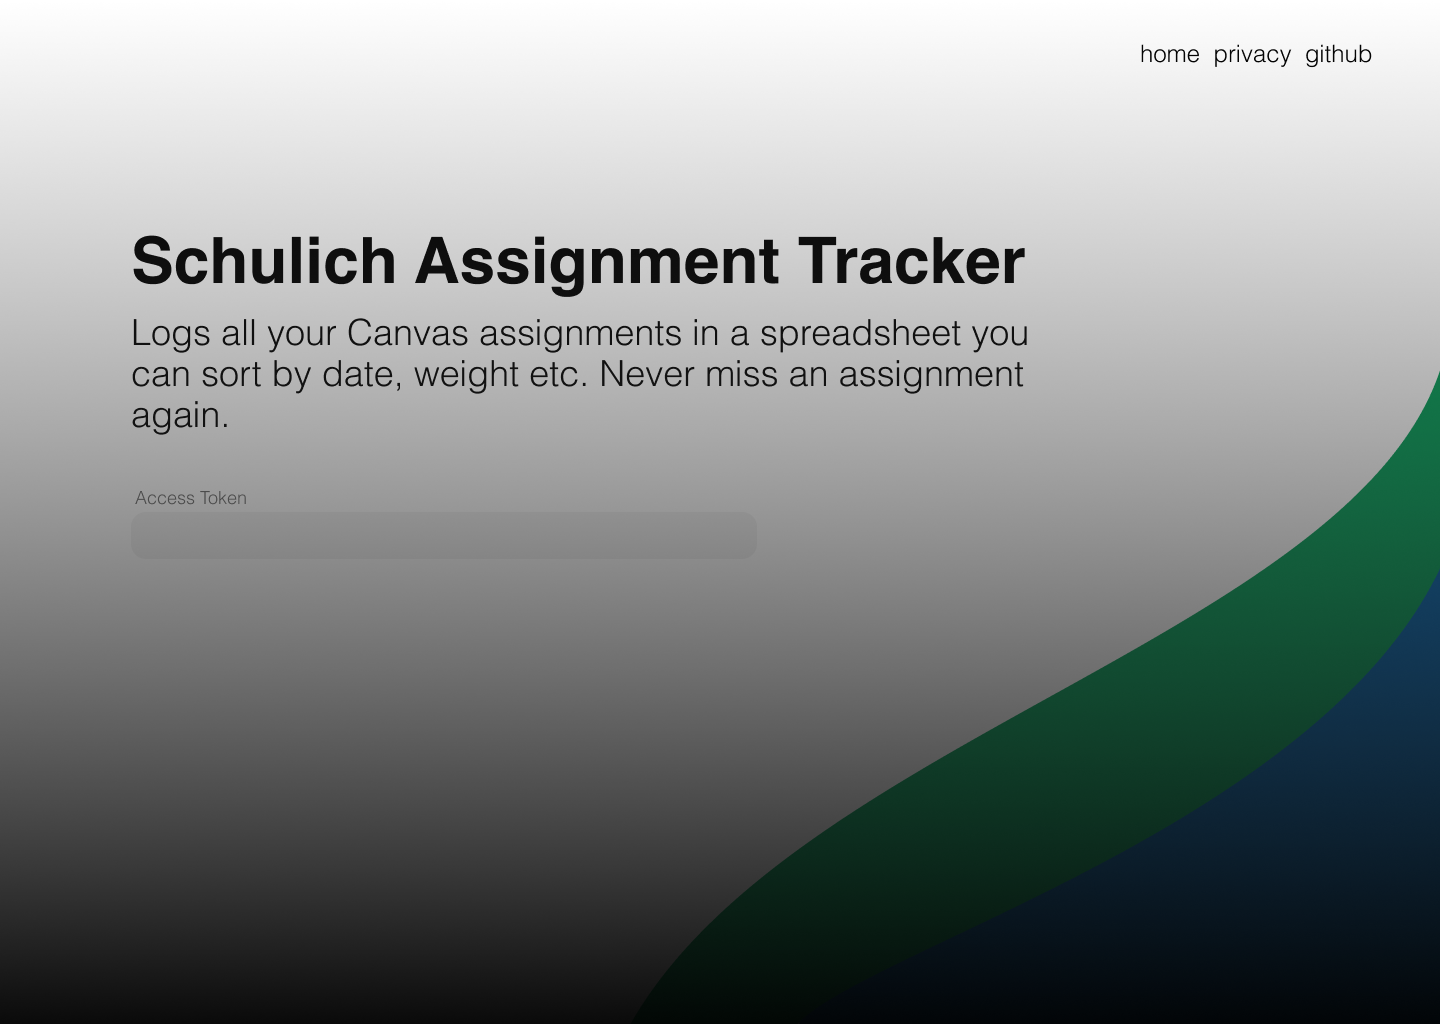 home privacy github
Schulich Assignment Tracker
Logs all your Canvas assignments in a spreadsheet you
can sort by date, weight etc. Never miss an assignment
again.
Access Token